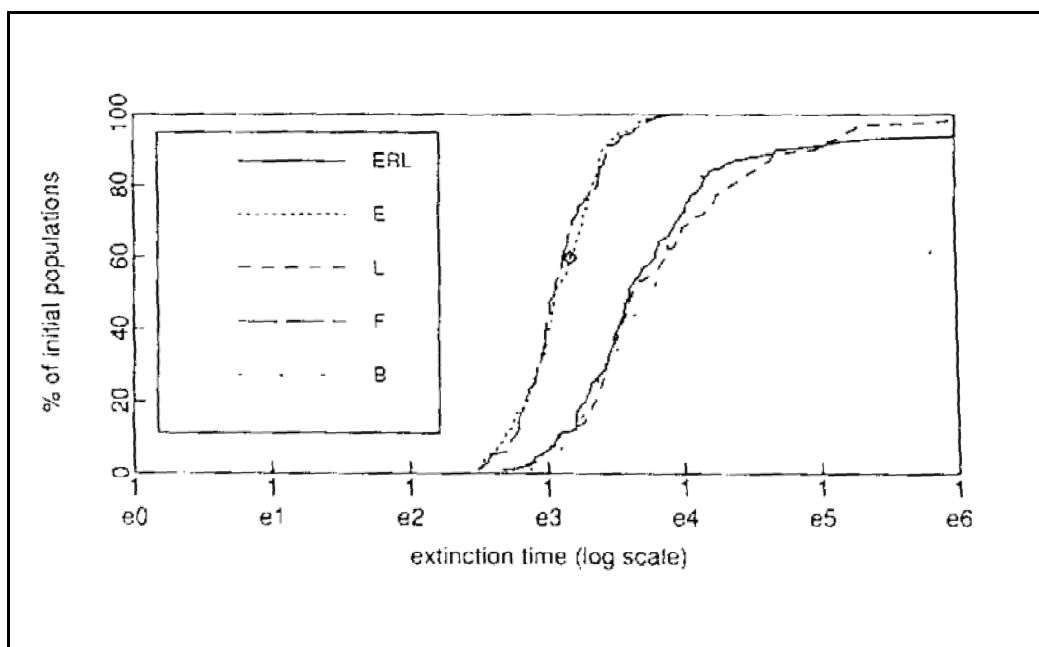 % of initial populations
100
80
60
40
20
0
ERL
E
L
F
B
1 1 1 1 1 1 1
e0 e1 e2 e3 e4 e5 e6
extinction time (log scale)